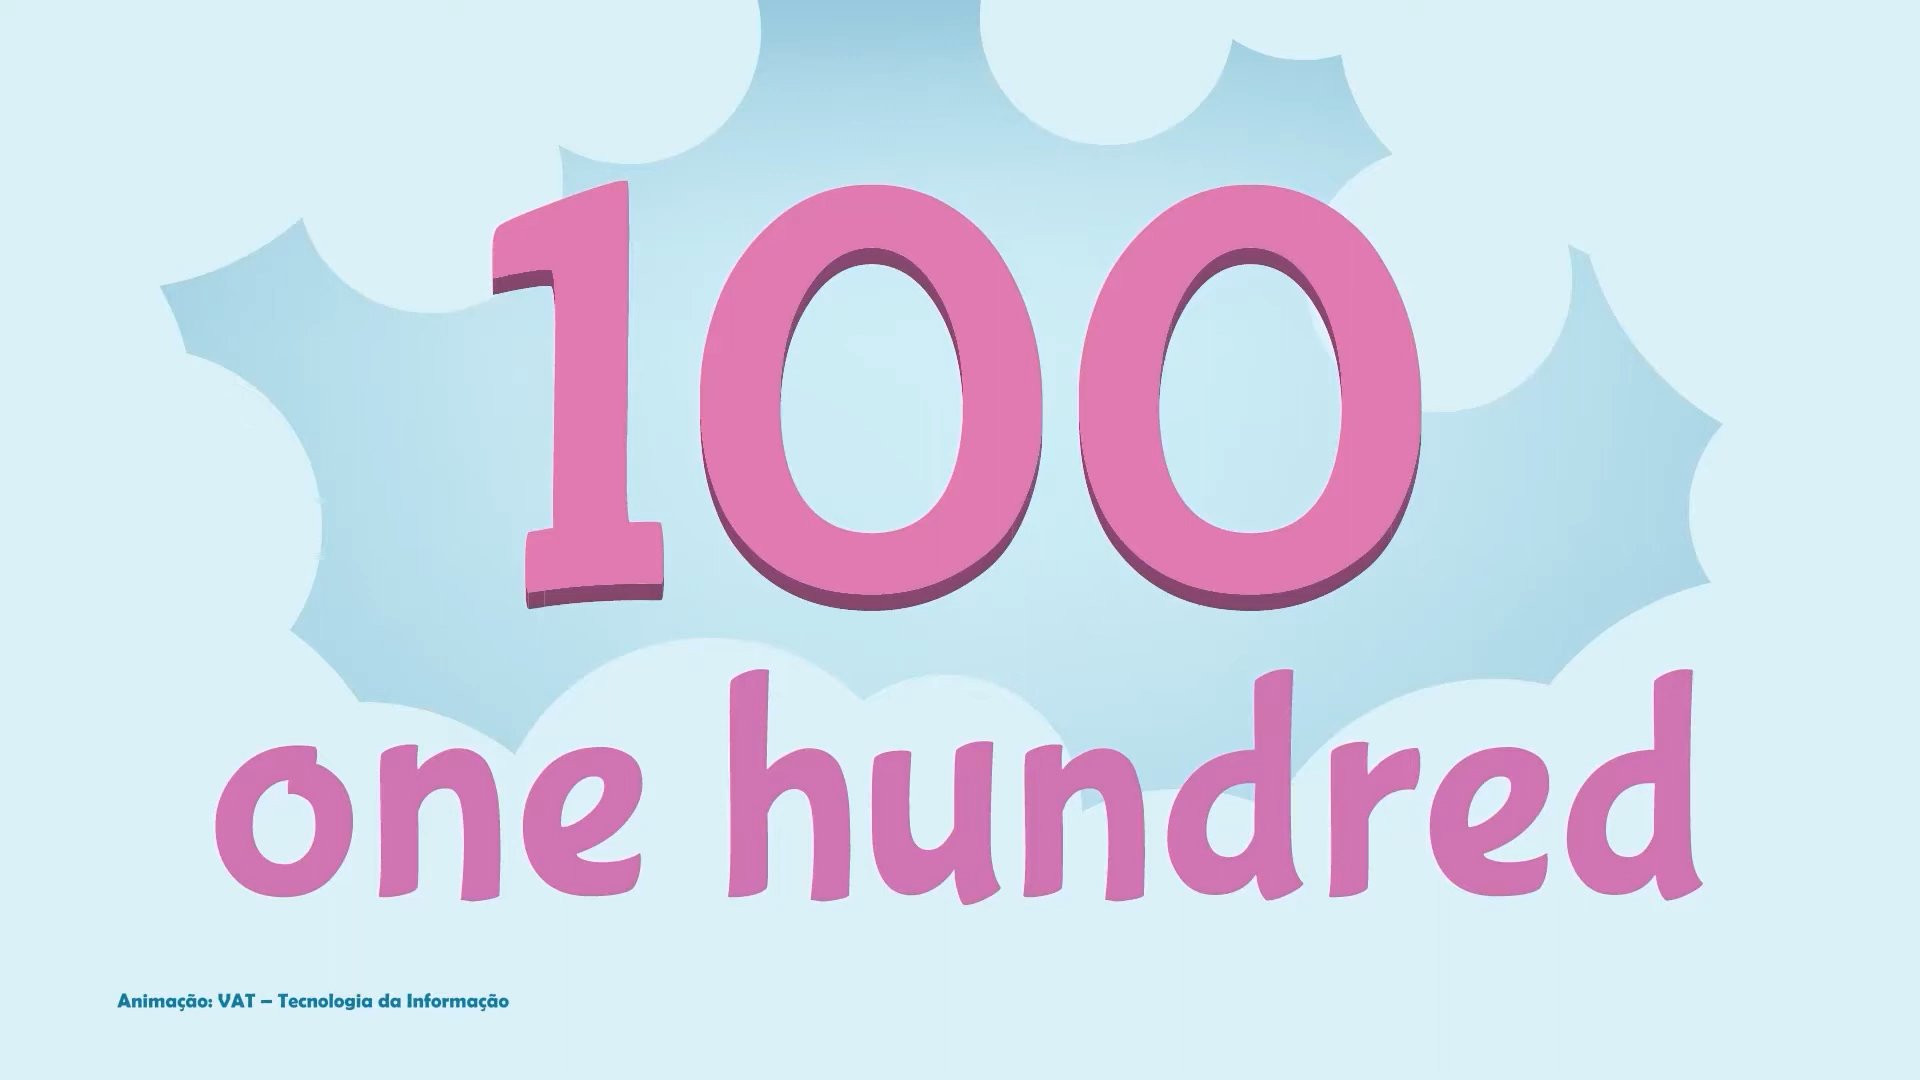 100
one hundred
Animação: VAT – Tecnologia da Informação